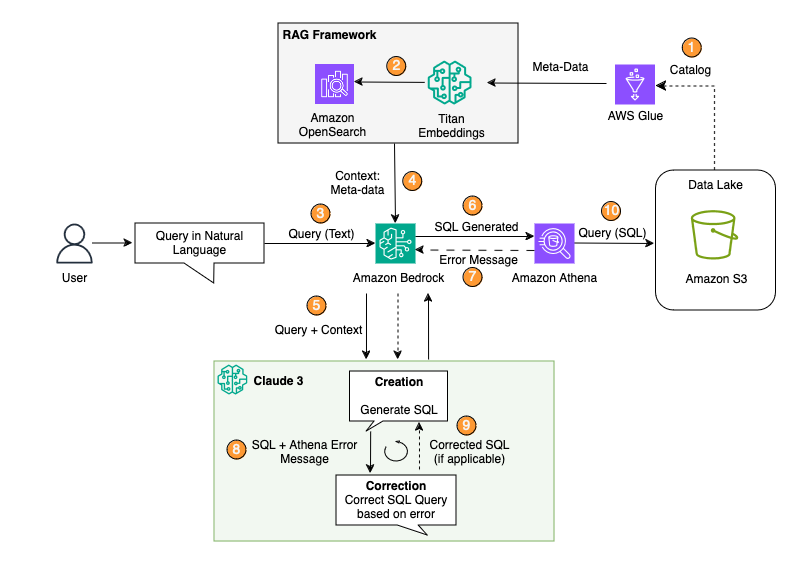 RAG Framework
2
Amazon
OpenSearch
Titan
Embeddings
Meta-Data
1
Catalog
AWS Glue
Context:
Meta-data
4
Data Lake
Amazon S3
User
Query in Natural
Language
3
Query (Text)
Amazon Bedrock
6
SQL Generated
Error Message
7
Amazon Athena
10
Query (SQL)
5
Query + Context
Claude 3
Creation
Generate SQL
8
SQL + Athena Error
Message
9
Corrected SQL
(if applicable)
Correction
Correct SQL Query
based on error